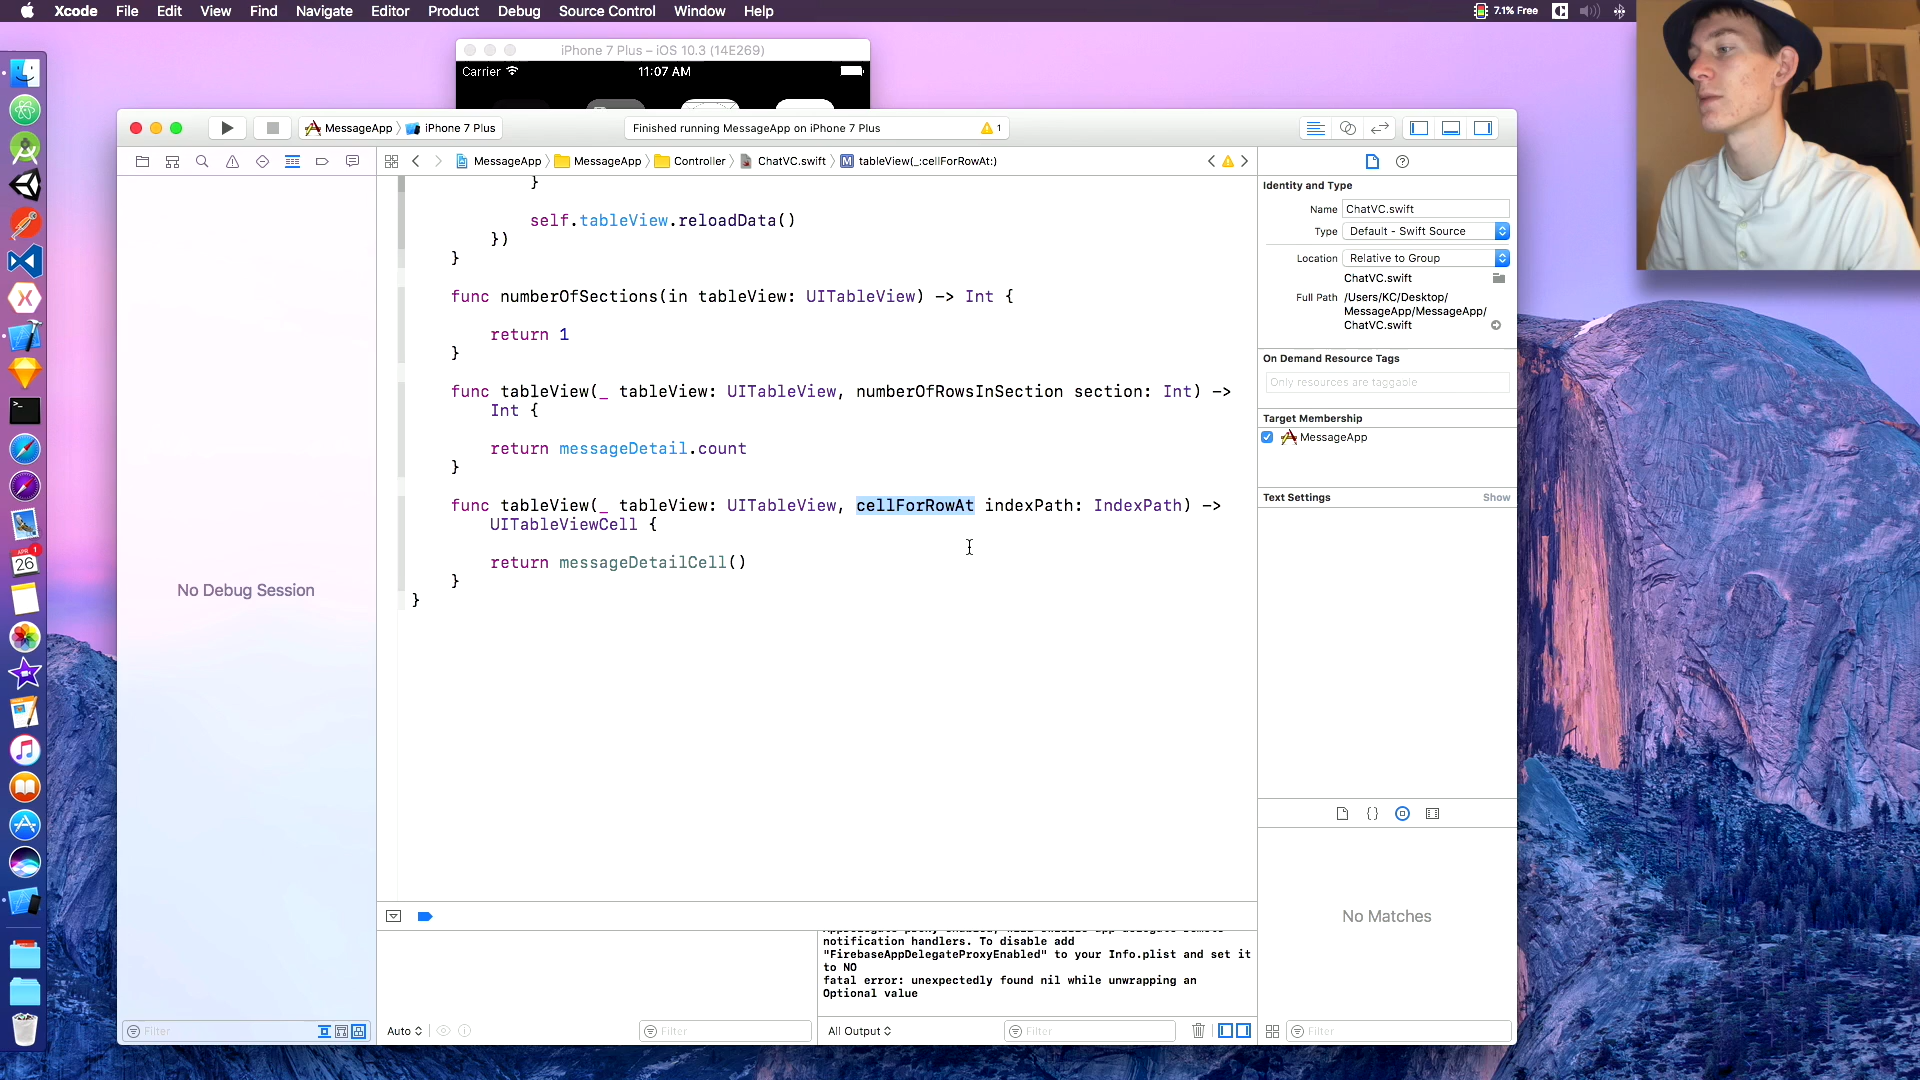 Xcode File Edit View Find Navigate Editor Product Debug Source Control Window Help
7.1% Free
iPhone 7 Plus – iOS 10.3 (14E269)
Carrier 11:07 AM
MessageApp iPhone 7 Plus
Finished running MessageApp on iPhone 7 Plus
1
MessageApp MessageApp Controller ChatVC.swift M tableView(_:cellForRowAt:)
}
self.tableView.reloadData()
})
}
func numberOfSections(in tableView: UITableView) -> Int {
return 1
}
func tableView(_ tableView: UITableView, numberOfRowsInSection section: Int) ->
Int {
return messageDetail.count
}
func tableView(_ tableView: UITableView, cellForRowAt indexPath: IndexPath) ->
UITableViewCell {
return messageDetailCell()
}
}
No Debug Session
Identity and Type
Name ChatVC.swift
Type Default - Swift Source
Location Relative to Group
ChatVC.swift
Full Path /Users/KC/Desktop/
MessageApp/MessageApp/
ChatVC.swift
On Demand Resource Tags
Only resources are taggable
Target Membership
MessageApp
Text Settings Show
No Matches
notification handlers. To disable add
"FirebaseAppDelegateProxyEnabled" to your Info.plist and set it
to NO
fatal error: unexpectedly found nil while unwrapping an
Optional value
Filter
Auto
Filter
All Output
Filter
Filter
APR
26
1